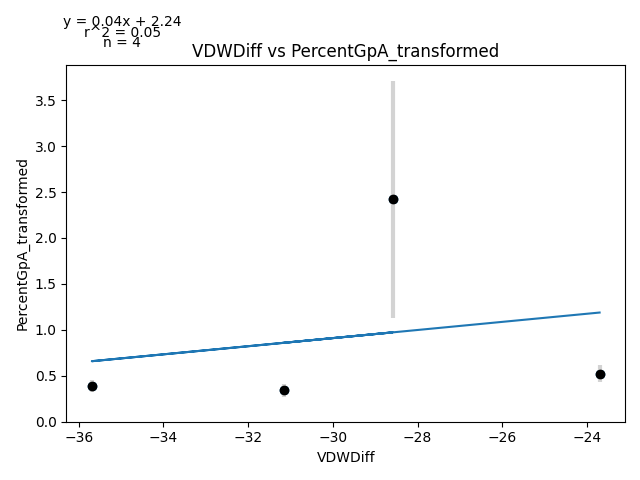 y = 0.04x + 2.24
r^2 = 0.05
n = 4
VDWDiff vs PercentGpA_transformed
PercentGpA_transformed
3.5
3.0
2.5
2.0
1.5
1.0
0.5
0.0
−36
−34
−32
−30
−28
−26
−24
VDWDiff